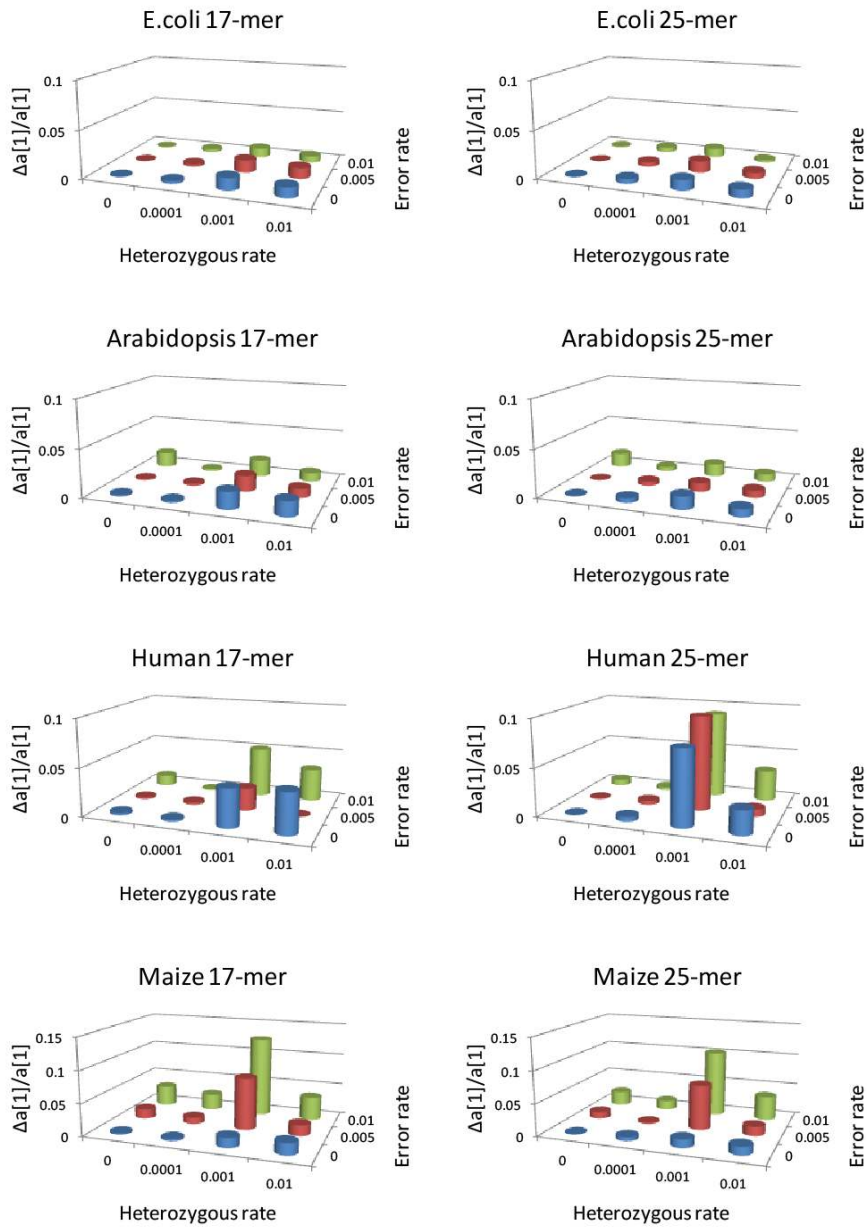 E.coli 17-mer
Δa[1]/a[1]
0.1
0.05
0
0
0.0001
0.001
0.01
Heterozygous rate
0.01
0.005
0
Error rate
E.coli 25-mer
Δa[1]/a[1]
0.1
0.05
0
0
0.0001
0.001
0.01
Heterozygous rate
0.01
0.005
0
Error rate
Arabidopsis 17-mer
Δa[1]/a[1]
0.1
0.05
0
0
0.0001
0.001
0.01
Heterozygous rate
0.01
0.005
0
Error rate
Arabidopsis 25-mer
Δa[1]/a[1]
0.1
0.05
0
0
0.0001
0.001
0.01
Heterozygous rate
0.01
0.005
0
Error rate
Human 17-mer
Δa[1]/a[1]
0.1
0.05
0
0
0.0001
0.001
0.01
Heterozygous rate
0.01
0.005
0
Error rate
Human 25-mer
Δa[1]/a[1]
0.1
0.05
0
0
0.0001
0.001
0.01
Heterozygous rate
0.01
0.005
0
Error rate
Maize 17-mer
Δa[1]/a[1]
0.15
0.1
0.05
0
0
0.0001
0.001
0.01
Heterozygous rate
0.01
0.005
0
Error rate
Maize 25-mer
Δa[1]/a[1]
0.15
0.1
0.05
0
0
0.0001
0.001
0.01
Heterozygous rate
0.01
0.005
0
Error rate